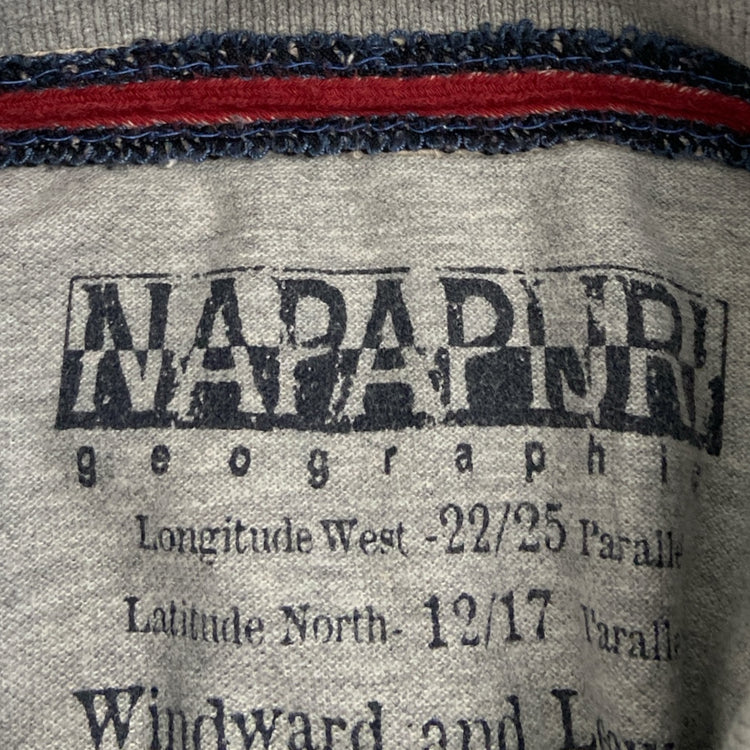 NAPAPIJRI
geographic
Longitude West -22/25 Paralle
Latitude North- 12/17 Paralle
Windward and